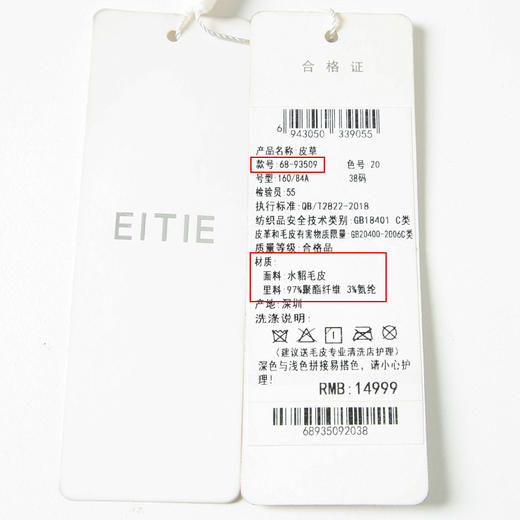 EITIE
合格证
6 943050 339055
产品名称:皮草
款号:68-93509 色号:20
号型:160/84A 38码
检验员:55
执行标准:QB/T2822-2018
纺织品安全技术类别:GB18401 C类
皮革和毛皮有害物质限量:GB20400-2006C类
质量等级:合格品
材质:
面料:水貂毛皮
里料:97%聚酯纤维 3%氨纶
产地:深圳
洗涤说明:
(建议送毛皮专业清洗店护理)
深色与浅色拼接易搭色,请小心护
理!
RMB:14999
68935092038